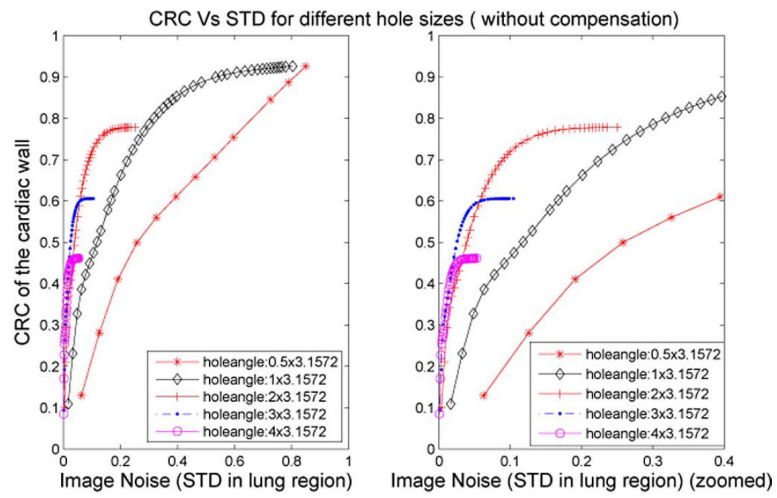 CRC Vs STD for different hole sizes ( without compensation)
CRC of the cardiac wall
1
0.9
0.8
0.7
0.6
0.5
0.4
0.3
0.2
0.1
0
0
0.2
0.4
0.6
0.8
1
holeangle:0.5x3.1572
holeangle:1x3.1572
holeangle:2x3.1572
holeangle:3x3.1572
holeangle:4x3.1572
Image Noise (STD in lung region)
1
0.9
0.8
0.7
0.6
0.5
0.4
0.3
0.2
0.1
0
0
0.1
0.2
0.3
0.4
holeangle:0.5x3.1572
holeangle:1x3.1572
holeangle:2x3.1572
holeangle:3x3.1572
holeangle:4x3.1572
Image Noise (STD in lung region) (zoomed)